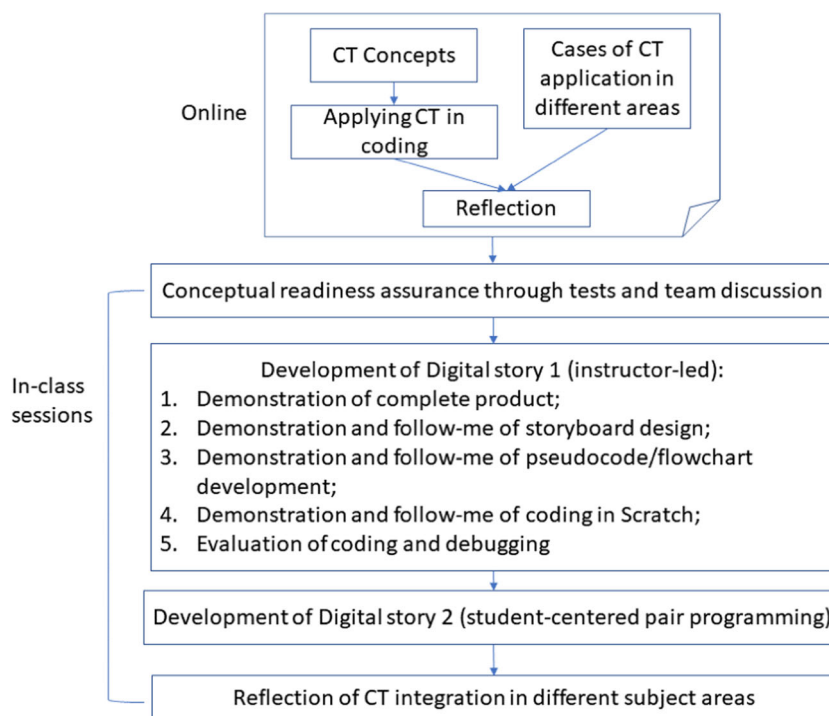 CT Concepts
Cases of CT
application in
different areas
Online
Applying CT in
coding
Reflection
Conceptual readiness assurance through tests and team discussion
In-class
sessions
Development of Digital story 1 (instructor-led):
1. Demonstration of complete product;
2. Demonstration and follow-me of storyboard design;
3. Demonstration and follow-me of pseudocode/flowchart
development;
4. Demonstration and follow-me of coding in Scratch;
5. Evaluation of coding and debugging
Development of Digital story 2 (student-centered pair programming)
Reflection of CT integration in different subject areas